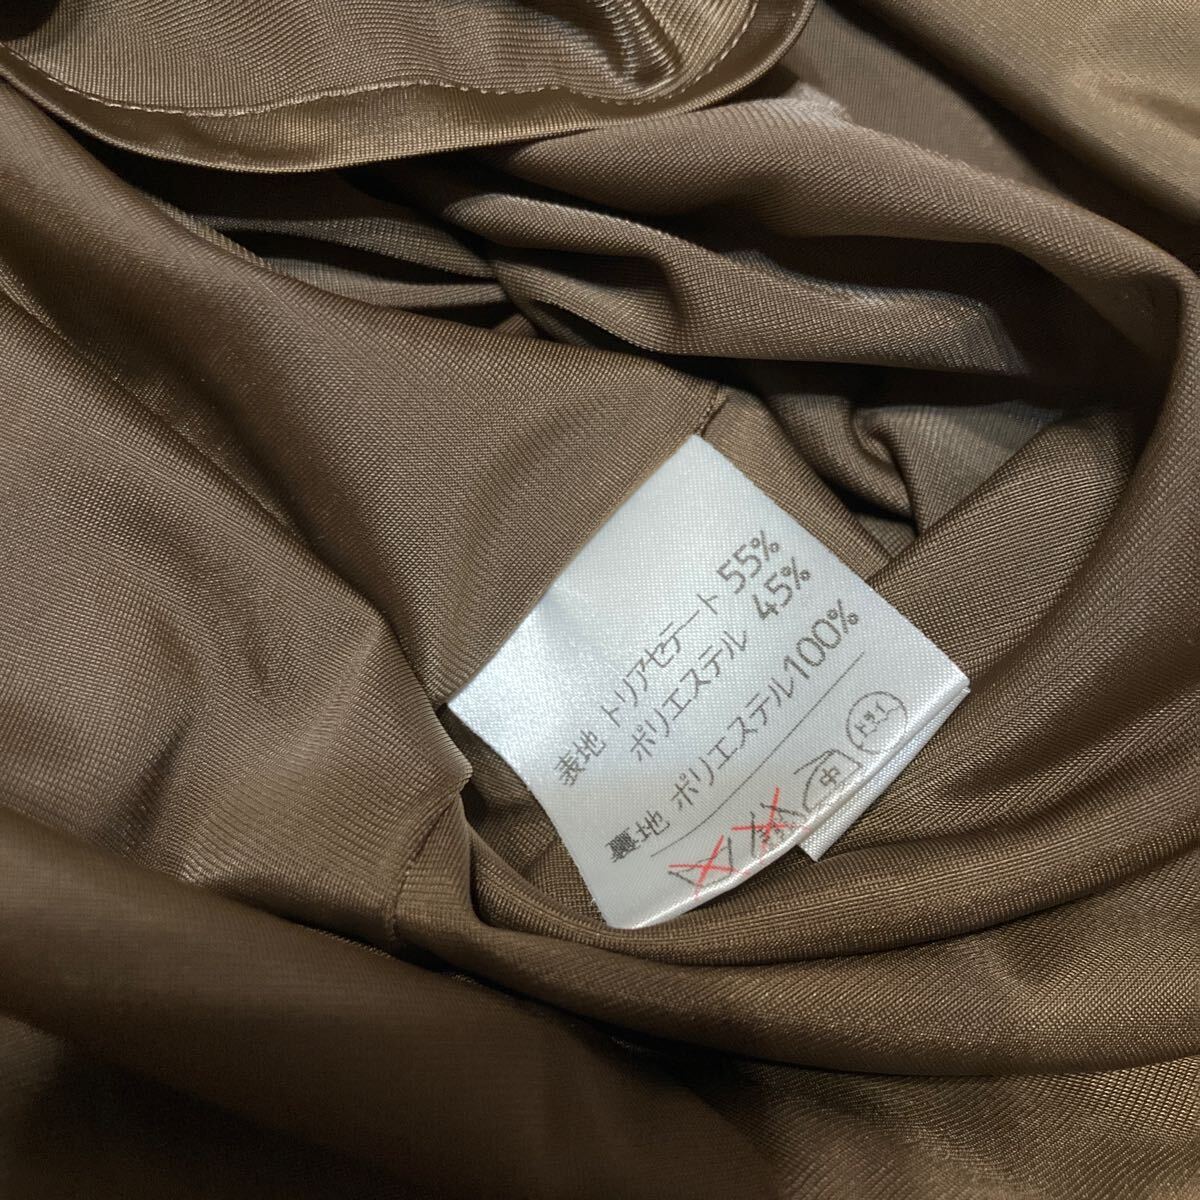 表地 トリアセテート 55%
ポリエステル 45%
裏地 ポリエステル100%
中
ドライ